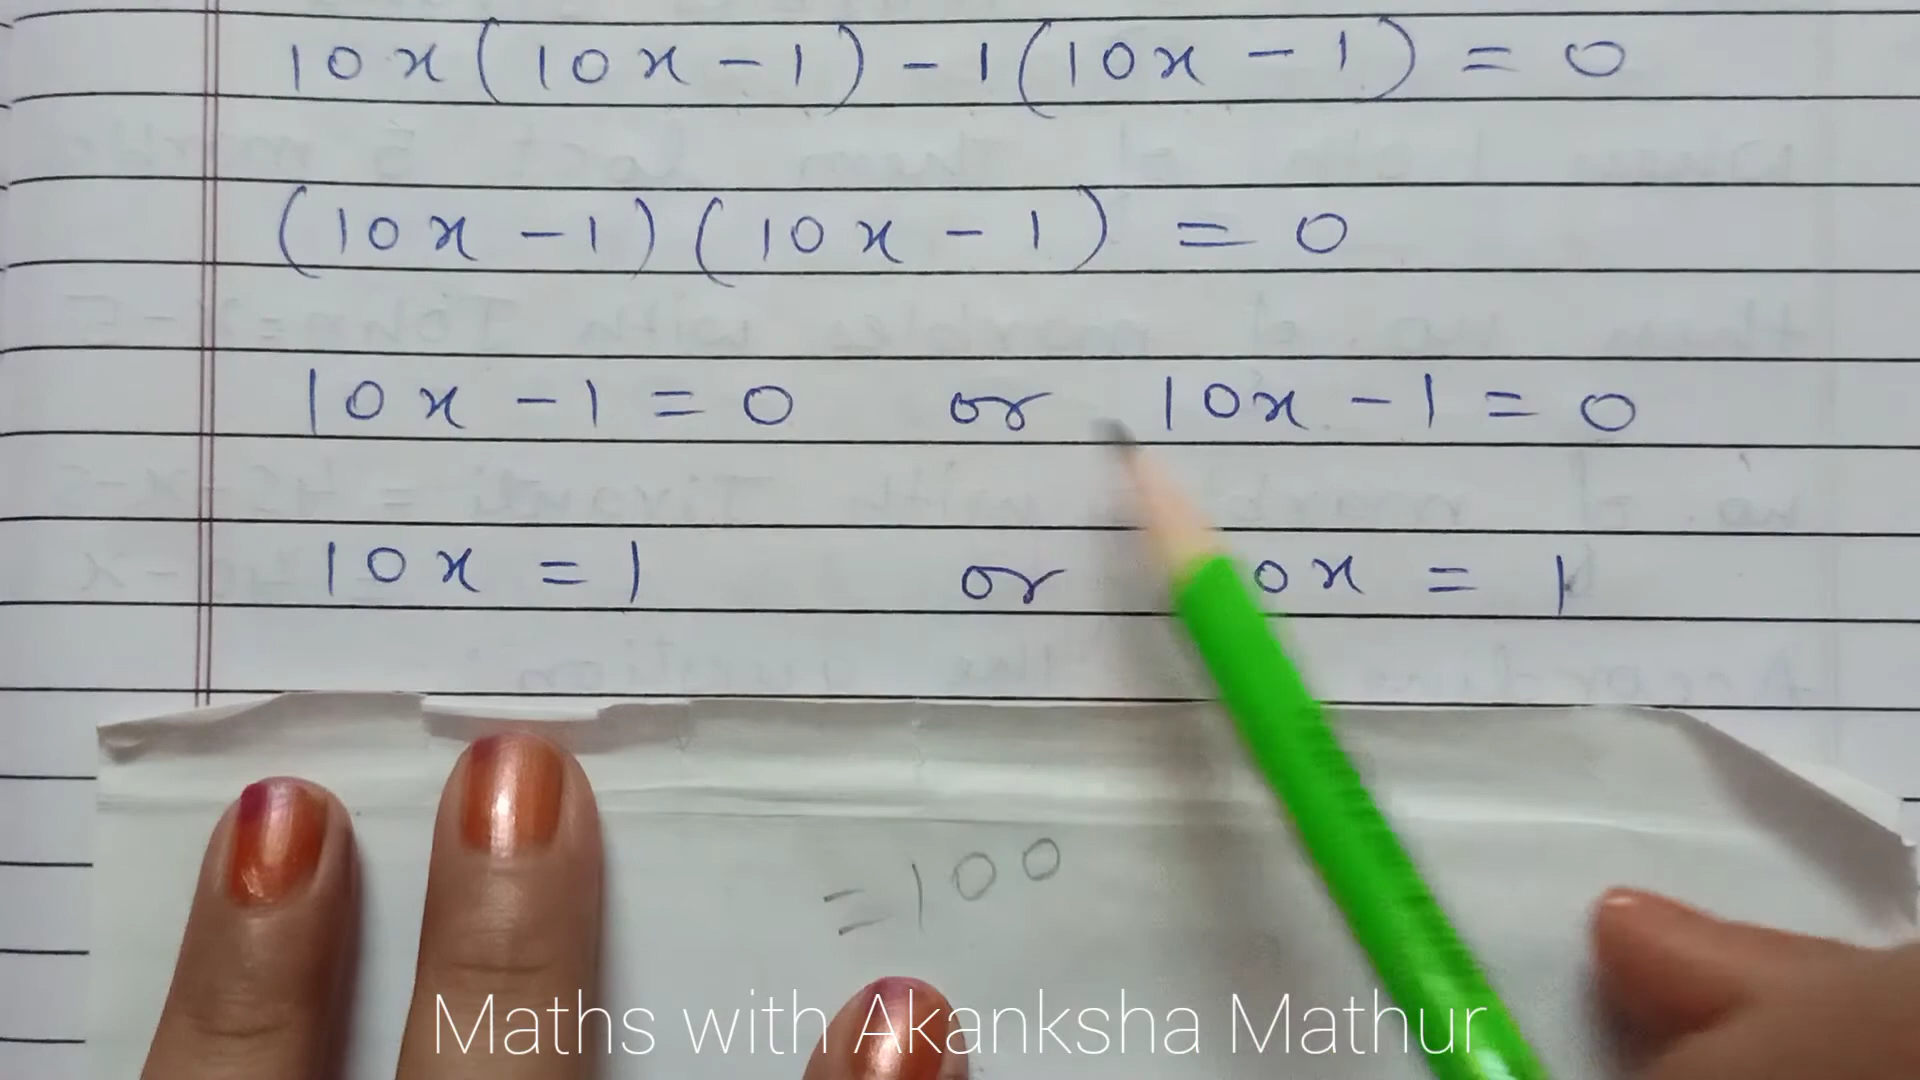 10x(10x-1)-1(10x-1)=0
(10x-1)(10x-1)=0
10x-1=0 or 10x-1=0
10x=1 or 0x=1
=100
Maths with Akanksha Mathur